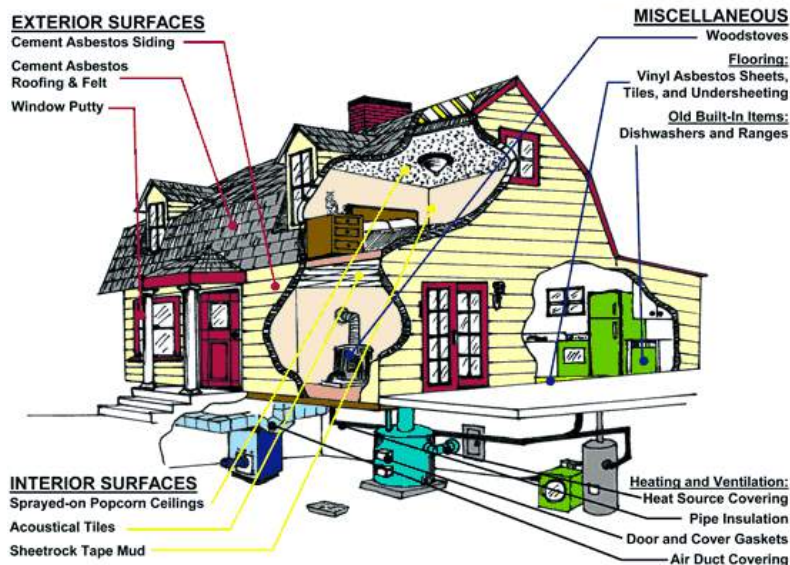 EXTERIOR SURFACES
Cement Asbestos Siding
Cement Asbestos
Roofing & Felt
Window Putty
MISCELLANEOUS
Woodstoves
Flooring:
Vinyl Asbestos Sheets,
Tiles, and Undersheeting
Old Built-In Items:
Dishwashers and Ranges
INTERIOR SURFACES
Sprayed-on Popcorn Ceilings
Acoustical Tiles
Sheetrock Tape Mud
Heating and Ventilation:
Heat Source Covering
Pipe Insulation
Door and Cover Gaskets
Air Duct Covering